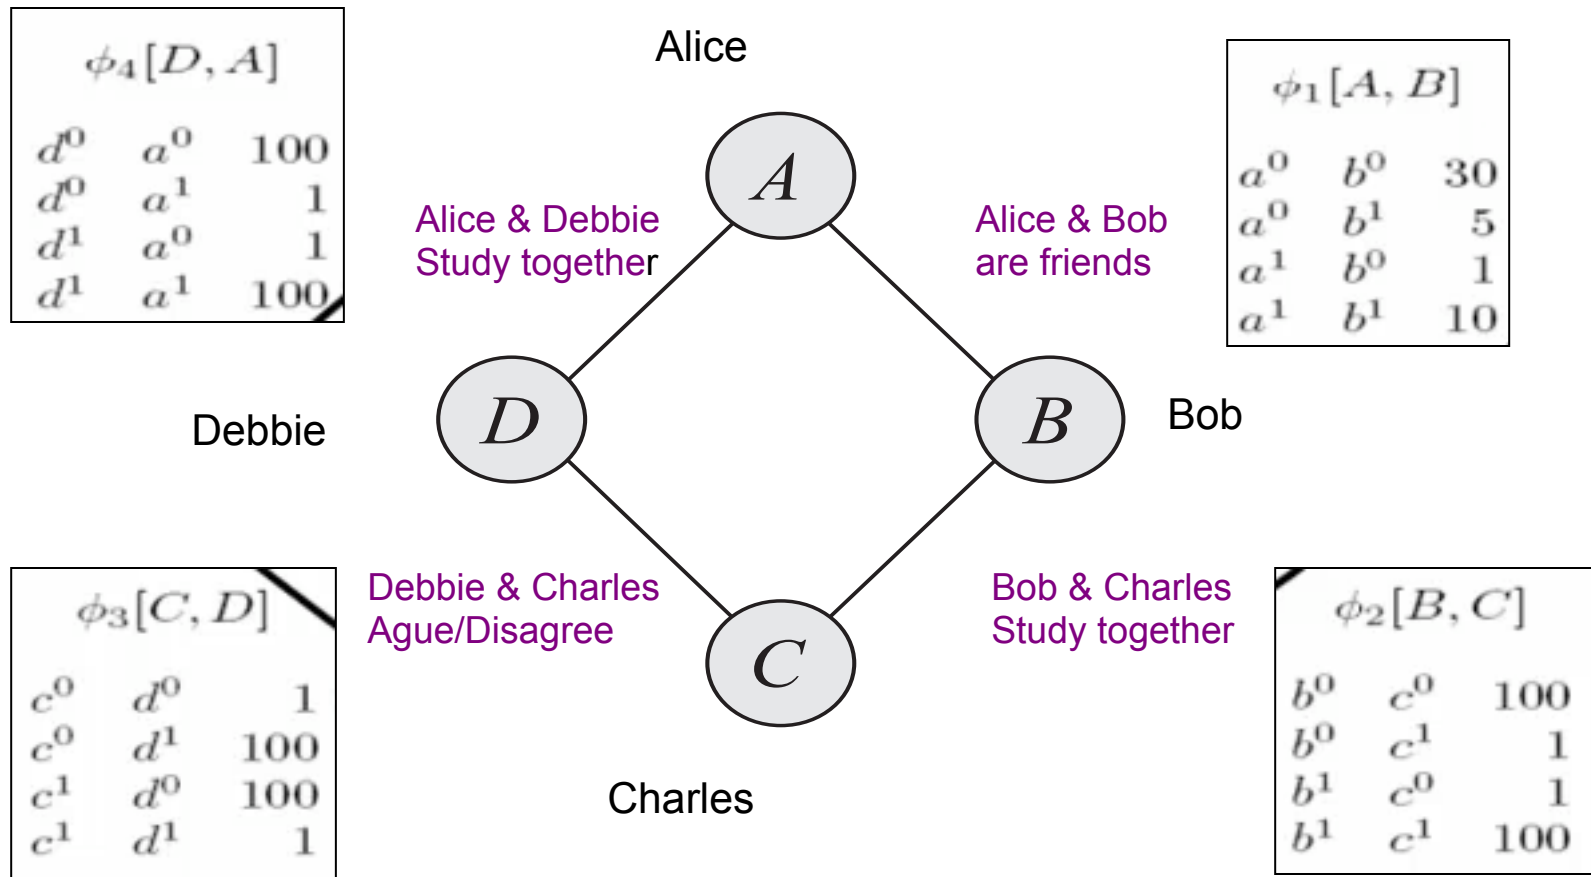 Alice
ϕ₄[D, A]
d⁰ a⁰ 100
d⁰ a¹ 1
d¹ a⁰ 1
d¹ a¹ 100
ϕ₁[A, B]
a⁰ b⁰ 30
a⁰ b¹ 5
a¹ b⁰ 1
a¹ b¹ 10
A
Alice & Debbie
Study together
Alice & Bob
are friends
Debbie
D
B
Bob
Debbie & Charles
Ague/Disagree
Bob & Charles
Study together
C
ϕ₃[C, D]
c⁰ d⁰ 1
c⁰ d¹ 100
c¹ d⁰ 100
c¹ d¹ 1
ϕ₂[B, C]
b⁰ c⁰ 100
b⁰ c¹ 1
b¹ c⁰ 1
b¹ c¹ 100
Charles